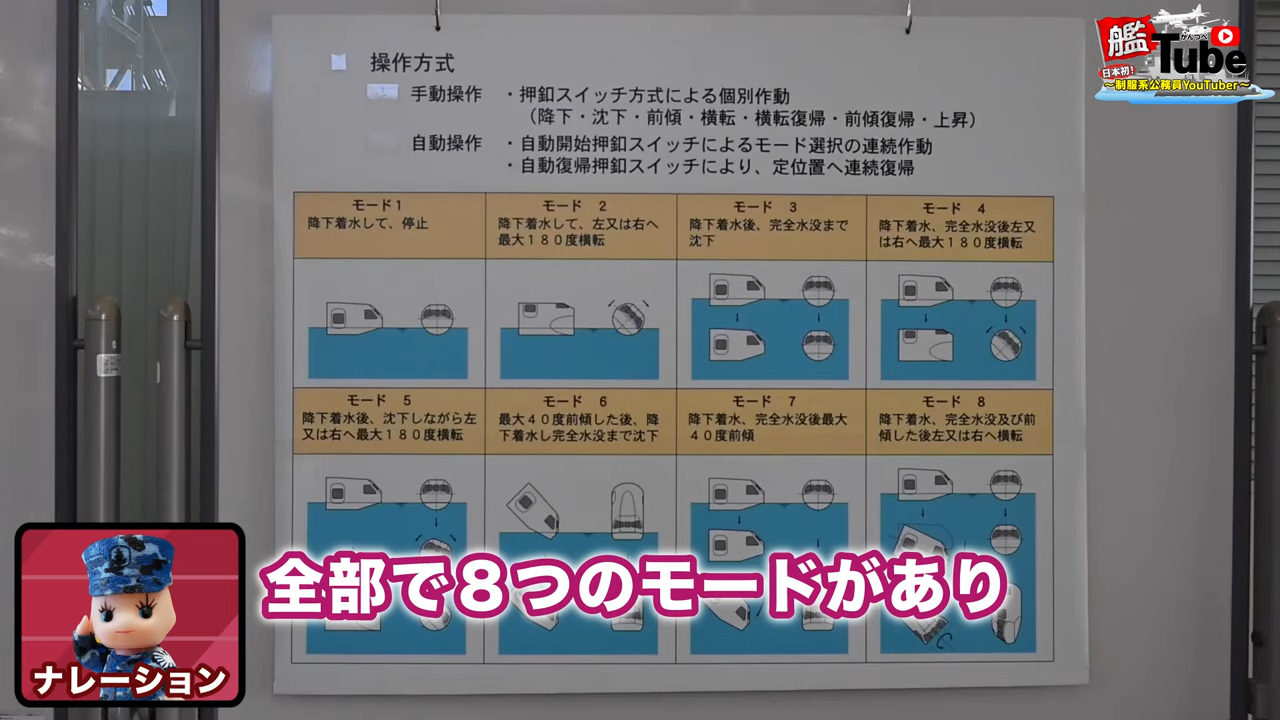 操作方式
手動操作 ・押釦スイッチ方式による個別作動
（降下・沈下・前傾・横転・横転復帰・前傾復帰・上昇）
自動操作 ・自動開始押釦スイッチによるモード選択の連続作動
・自動復帰押釦スイッチにより、定位置へ連続復帰
モード1
降下着水して、停止
モード 2
降下着水して、左又は右へ
最大180度横転
モード 3
降下着水後、完全水没まで
沈下
モード 4
降下着水、完全水没後左又
は右へ最大180度横転
モード 5
降下着水後、沈下しながら左
又は右へ最大180度横転
モード 6
最大40度前傾した後、降
下着水し完全水没まで沈下
モード 7
降下着水、完全水没後最大
40度前傾
モード 8
降下着水、完全水没及び前
傾した後左又は右へ横転
全部で8つのモードがあり
ナレーション
艦Tube
かんつべ
日本初!
～制服系公務員YouTuber～